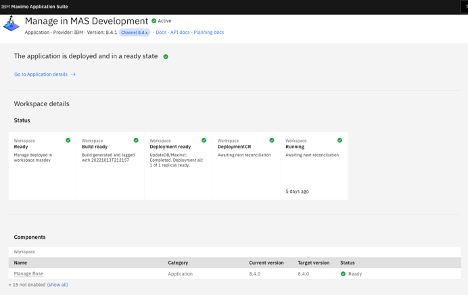 IBM Maximo Application Suite
Manage in MAS Development Active
Application · Provider: IBM · Version: 8.4.1 Channel 8.4.x · Docs · API docs · Planning docs
The application is deployed and in a ready state
Go to Application details →
Workspace details
Status
Workspace
Ready
Manage deployed in
workspace masdev
Workspace
Build ready
Build generated and tagged
Workspace
Deployment ready
UpdateDB/Maxinst
Completed, Deployment all:
1 of 1 replicas ready.
Workspace
DeploymentCR
Awaiting next reconciliation
Workspace
Running
Awaiting next reconciliation
5 days ago
Components
Workspace
Name Category Current version Target version Status
Manage Base Application 8.4.0 8.4.0 Ready
+ 19 not enabled (show all)